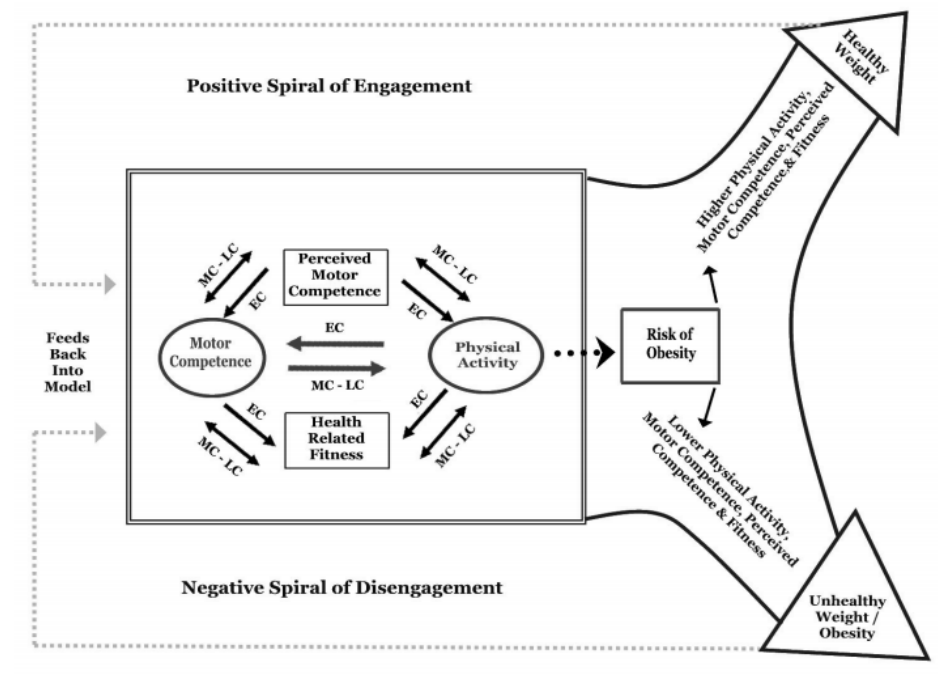 Positive Spiral of Engagement
Healthy
Weight
Higher Physical Activity,
Motor Competence, Perceived
Competence,& Fitness
MC - LC
EC
Perceived
Motor
Competence
MC - LC
EC
Feeds
Back
Into
Model
Motor
Competence
EC
MC - LC
Physical
Activity
Risk of
Obesity
EC
MC - LC
Health
Related
Fitness
EC
MC - LC
Lower Physical Activity,
Motor Competence, Perceived
Competence & Fitness
Negative Spiral of Disengagement
Unhealthy
Weight /
Obesity